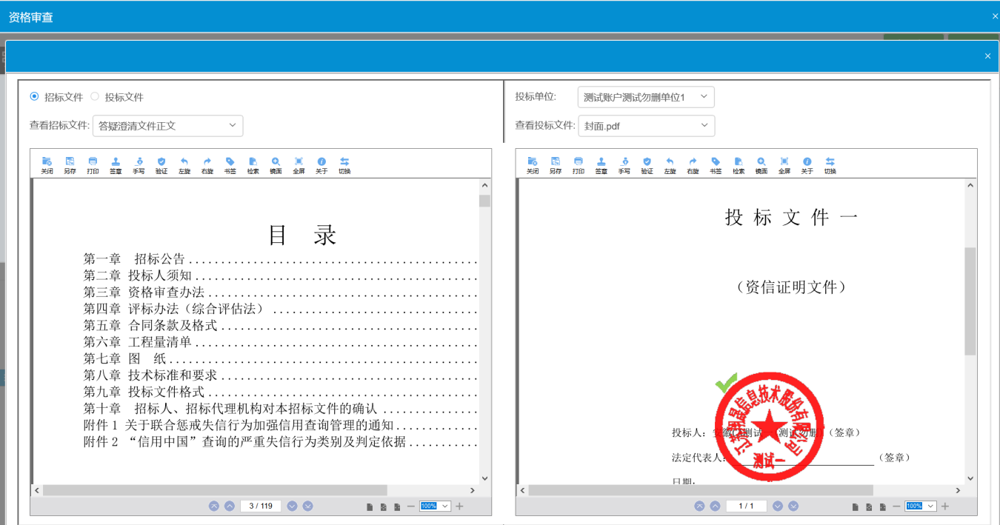 资格审查
招标文件 投标文件
查看招标文件: 答疑澄清文件正文
投标单位: 测试账户测试勿删单位1
查看投标文件: 封面.pdf
关闭 另存 打印 签章 手写 验证 左旋 右旋 书签 检索 镜面 全屏 关于 切换
目 录
第一章 招标公告
第二章 投标人须知
第三章 资格审查办法
第四章 评标办法（综合评估法）
第五章 合同条款及格式
第六章 工程量清单
第七章 图 纸
第八章 技术标准和要求
第九章 投标文件格式
第十章 招标人、招标代理机构对本招标文件的确认
附件 1 关于联合惩戒失信行为加强信用查询管理的通知
附件 2 “信用中国”查询的严重失信行为类别及判定依据
3 / 119
100%
关闭 另存 打印 签章 手写 验证 左旋 右旋 书签 检索 镜面 全屏 关于 切换
投 标 文 件 一
（资信证明文件）
投标人：安徽CA测试一(测试勿删)（签章）
法定代表人: （签章）
日期:
信息技术股份有限公司
测试一
1 / 1
100%